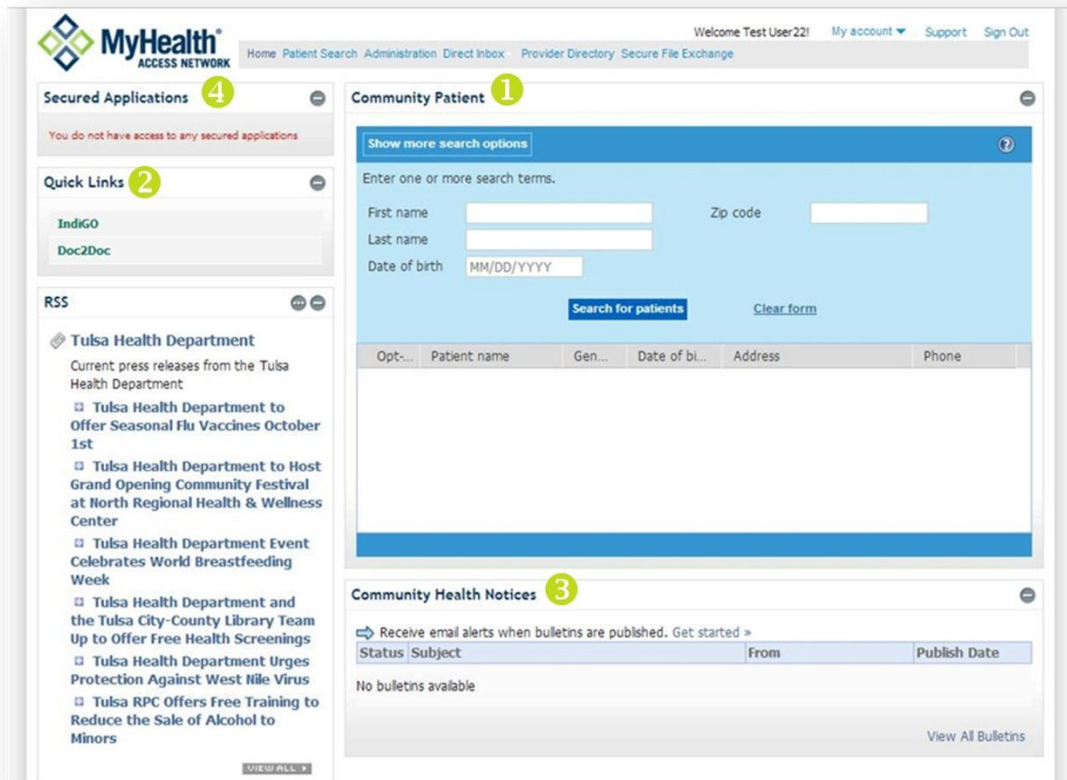 MyHealth®
ACCESS NETWORK
Welcome Test User22! My account Support Sign Out
Home Patient Search Administration Direct Inbox Provider Directory Secure File Exchange
Secured Applications 4
You do not have access to any secured applications
Quick Links 2
IndiGO
Doc2Doc
RSS
Tulsa Health Department
Current press releases from the Tulsa
Health Department
Tulsa Health Department to
Offer Seasonal Flu Vaccines October
1st
Tulsa Health Department to Host
Grand Opening Community Festival
at North Regional Health & Wellness
Center
Tulsa Health Department Event
Celebrates World Breastfeeding
Week
Tulsa Health Department and
the Tulsa City-County Library Team
Up to Offer Free Health Screenings
Tulsa Health Department Urges
Protection Against West Nile Virus
Tulsa RPC Offers Free Training to
Reduce the Sale of Alcohol to
Minors
VIEW ALL
Community Patient 1
Show more search options ?
Enter one or more search terms.
First name Zip code
Last name
Date of birth MM/DD/YYYY
Search for patients Clear form
Opt-... Patient name Gen... Date of bi... Address Phone
Community Health Notices 3
Receive email alerts when bulletins are published. Get started »
Status Subject From Publish Date
No bulletins available
View All Bulletins